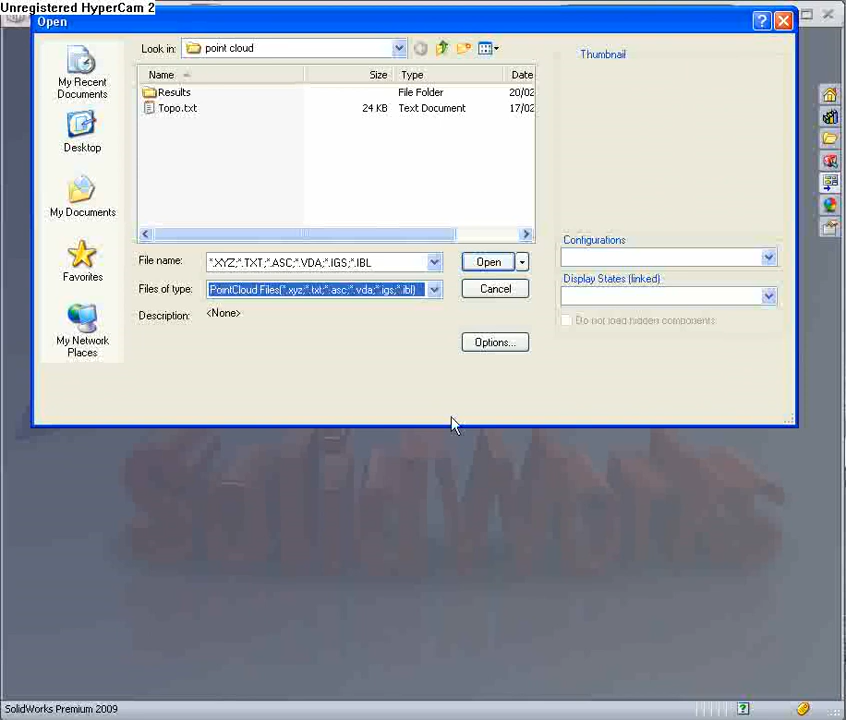 Unregistered HyperCam 2
Open
Look in: point cloud
Thumbnail
My Recent
Documents
Desktop
My Documents
Favorites
My Network
Places
Name Size Type Date
Results File Folder 20/02
Topo.txt 24 KB Text Document 17/02
File name: *.XYZ;*.TXT;*.ASC;*.VDA;*.IGS;*.IBL Open
Files of type: PointCloud Files(*.xyz;*.txt;*.asc;*.vda;*.igs;*.ibl) Cancel
Description: <None>
Options...
Configurations
Display States (linked)
Do not load hidden components
SolidWorks
SolidWorks Premium 2009